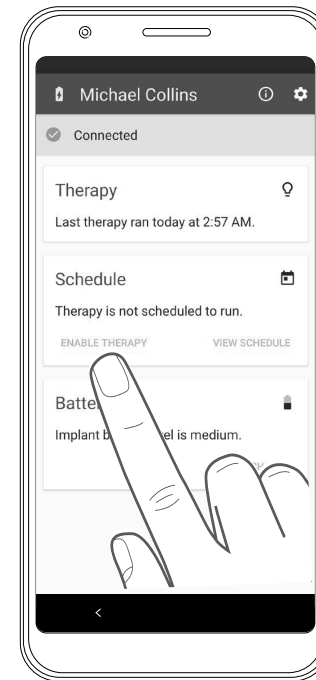 Michael Collins
Connected
Therapy
Last therapy ran today at 2:57 AM.
Schedule
Therapy is not scheduled to run.
ENABLE THERAPY VIEW SCHEDULE
Batte
Implant b el is medium.